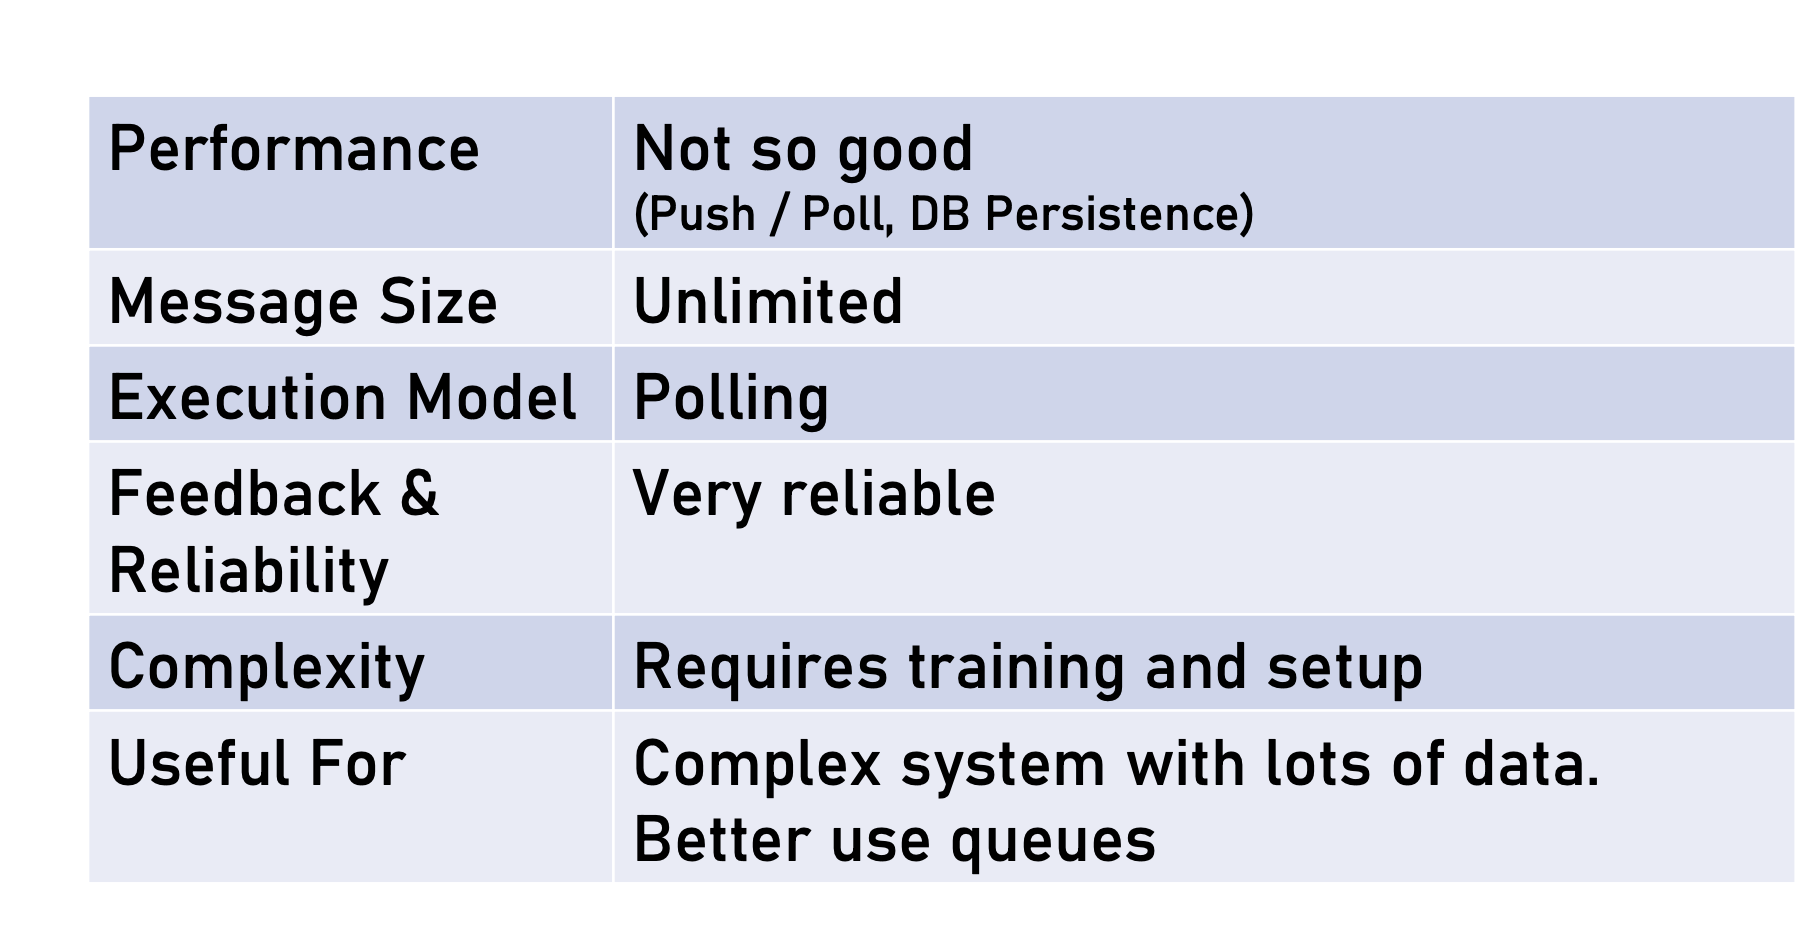 Performance
Not so good
(Push / Poll, DB Persistence)
Message Size
Unlimited
Execution Model
Polling
Feedback &
Reliability
Very reliable
Complexity
Requires training and setup
Useful For
Complex system with lots of data.
Better use queues